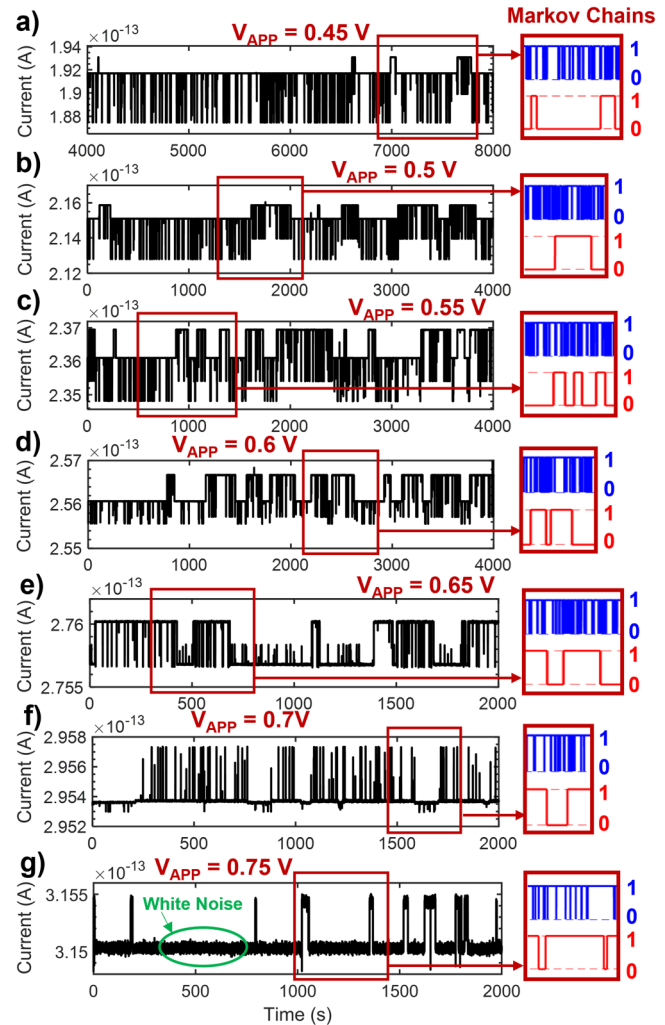 Markov Chains
a)
V_APP = 0.45 V
×10⁻¹³
Current (A)
1.94
1.92
1.9
1.88
4000 5000 6000 7000 8000
1
0
1
0
b)
V_APP = 0.5 V
×10⁻¹³
Current (A)
2.16
2.14
2.12
0 1000 2000 3000 4000
1
0
1
0
c)
V_APP = 0.55 V
×10⁻¹³
Current (A)
2.37
2.36
2.35
0 1000 2000 3000 4000
1
0
1
0
d)
V_APP = 0.6 V
×10⁻¹³
Current (A)
2.57
2.56
2.55
0 1000 2000 3000 4000
1
0
1
0
e)
V_APP = 0.65 V
×10⁻¹³
Current (A)
2.76
2.755
0 500 1000 1500 2000
1
0
1
0
f)
V_APP = 0.7V
×10⁻¹³
Current (A)
2.958
2.956
2.954
2.952
0 500 1000 1500 2000
1
0
1
0
g)
V_APP = 0.75 V
×10⁻¹³
Current (A)
3.155
3.15
White Noise
0 500 1000 1500 2000
Time (s)
1
0
1
0